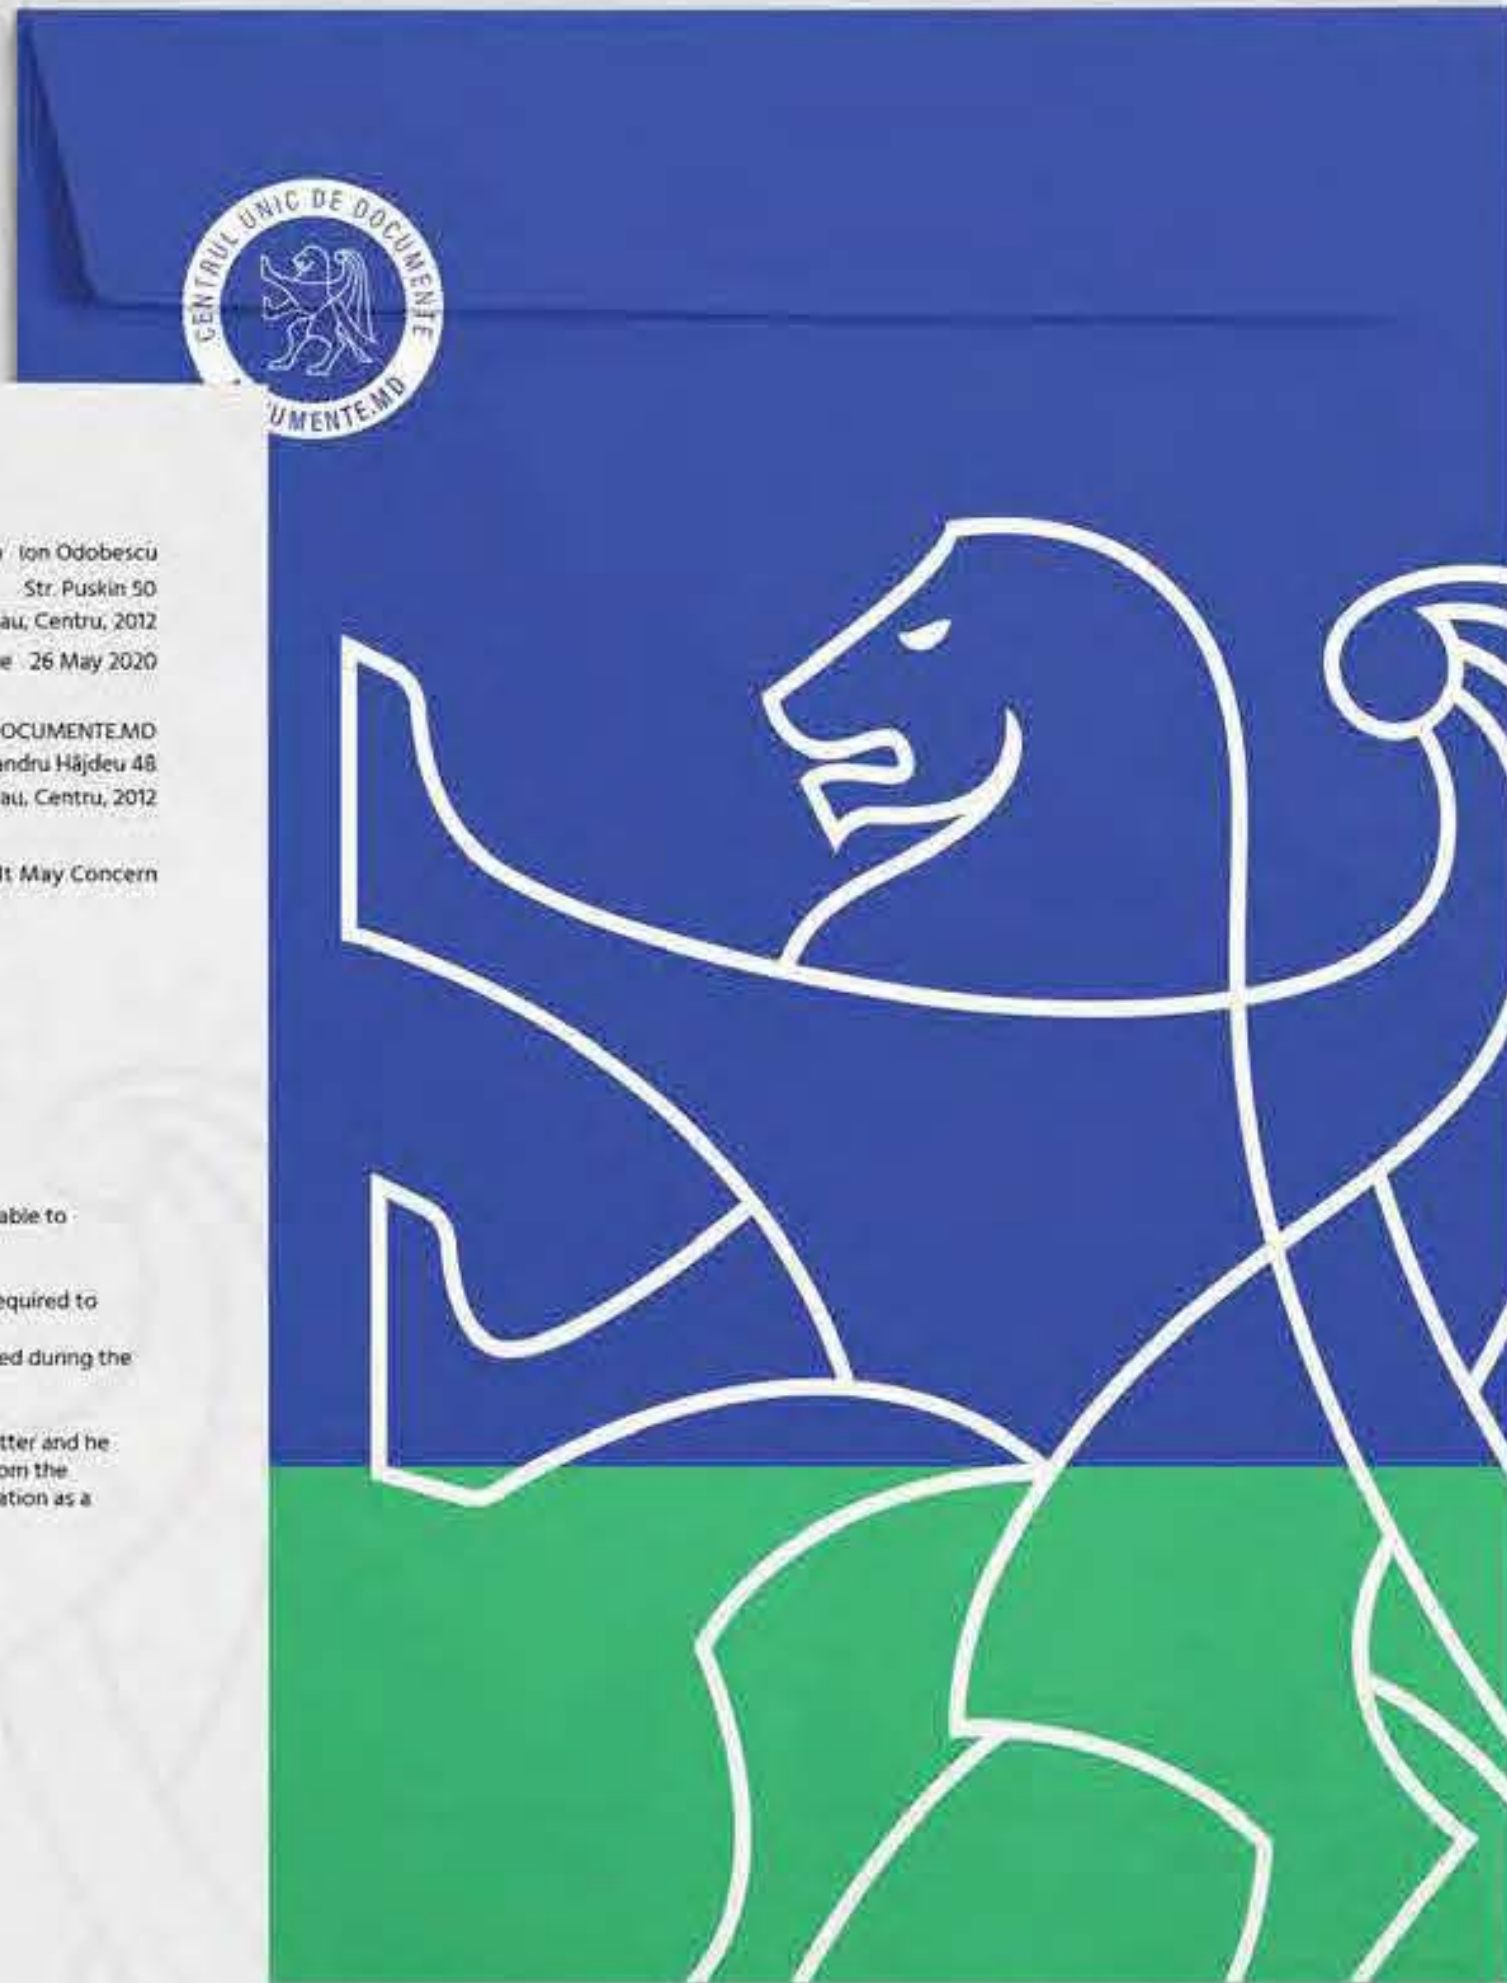 CENTRUL UNIC DE DOCUMENTE
UMENTE.MD
Ion Odobescu
Str. Puskin 50
au, Centru, 2012
e 26 May 2020
OCUMENTE.MD
andru Hâjdeu 48
au, Centru, 2012
It May Concern
able to
equired to
ed during the
tter and he
om the
ation as a